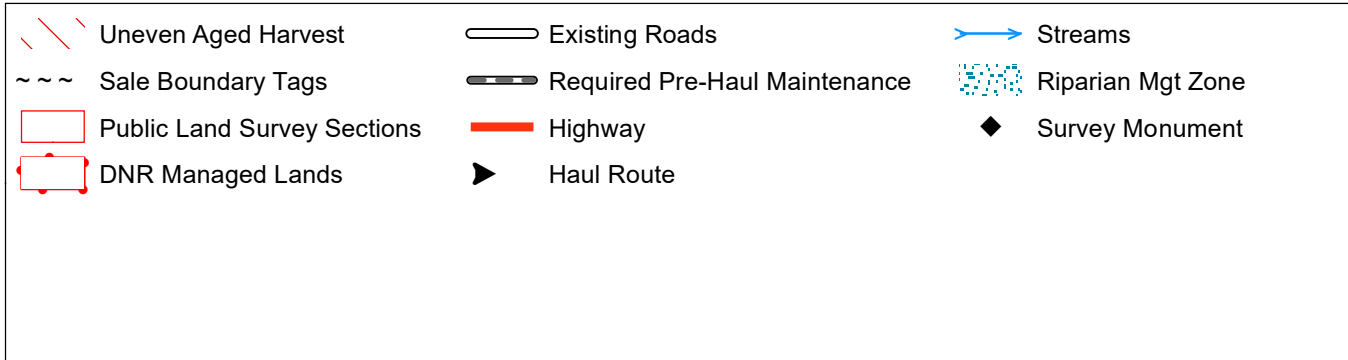 Uneven Aged Harvest
Sale Boundary Tags
Public Land Survey Sections
DNR Managed Lands
Existing Roads
Required Pre-Haul Maintenance
Highway
Haul Route
Streams
Riparian Mgt Zone
Survey Monument